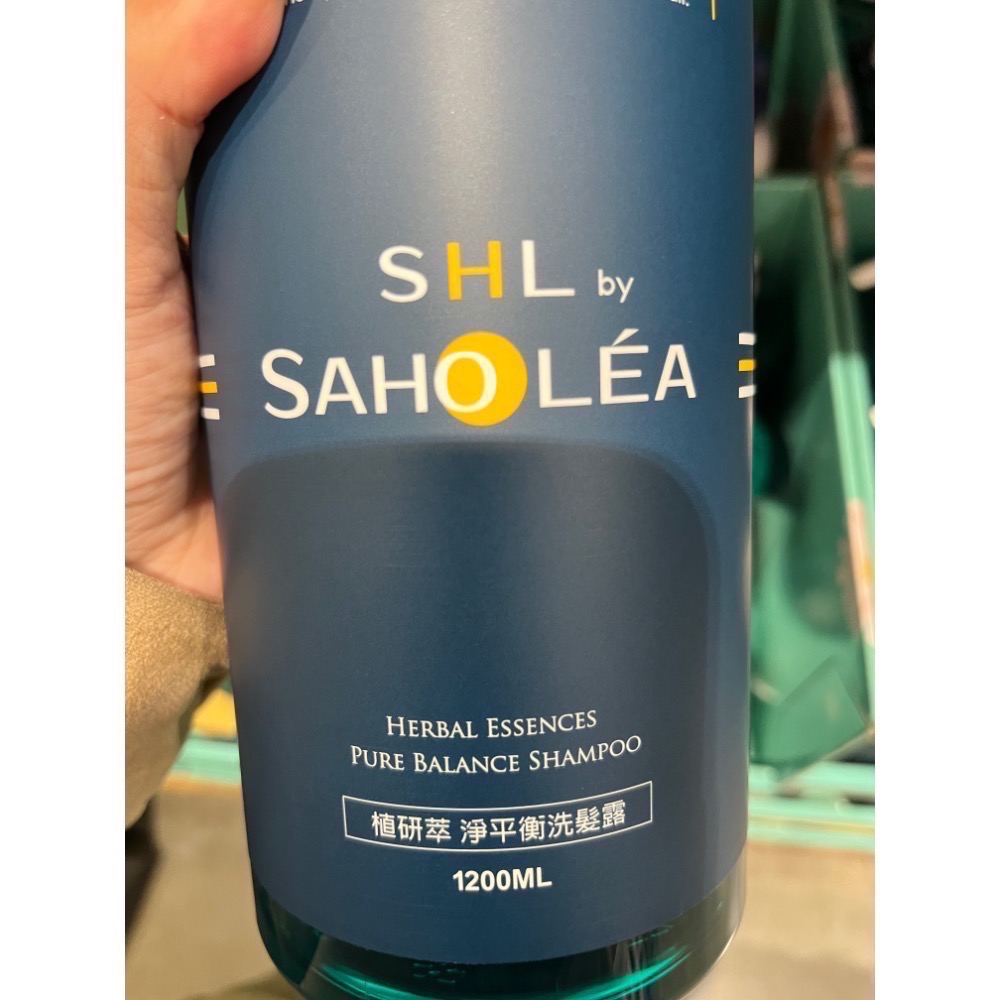 SHL by
SAHOLÉA
HERBAL ESSENCES
PURE BALANCE SHAMPOO
植研萃 淨平衡洗髮露
1200ML